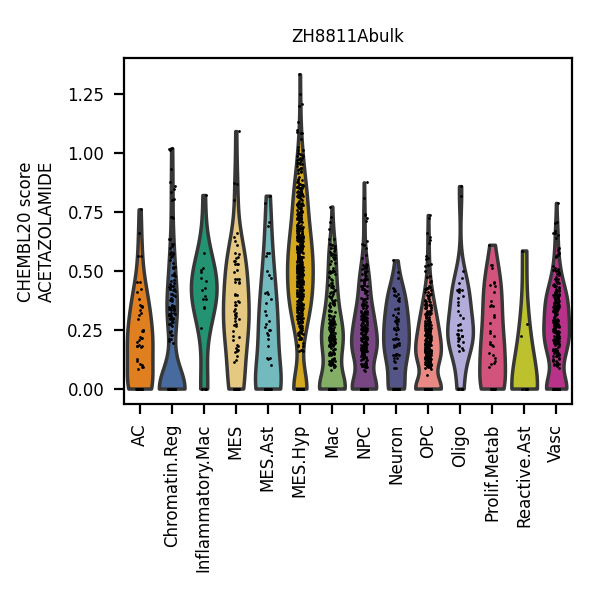 ZH8811Abulk
CHEMBL20 score
ACETAZOLAMIDE
1.25
1.00
0.75
0.50
0.25
0.00
AC
Chromatin.Reg
Inflammatory.Mac
MES
MES.Ast
MES.Hyp
Mac
NPC
Neuron
OPC
Oligo
Prolif.Metab
Reactive.Ast
Vasc